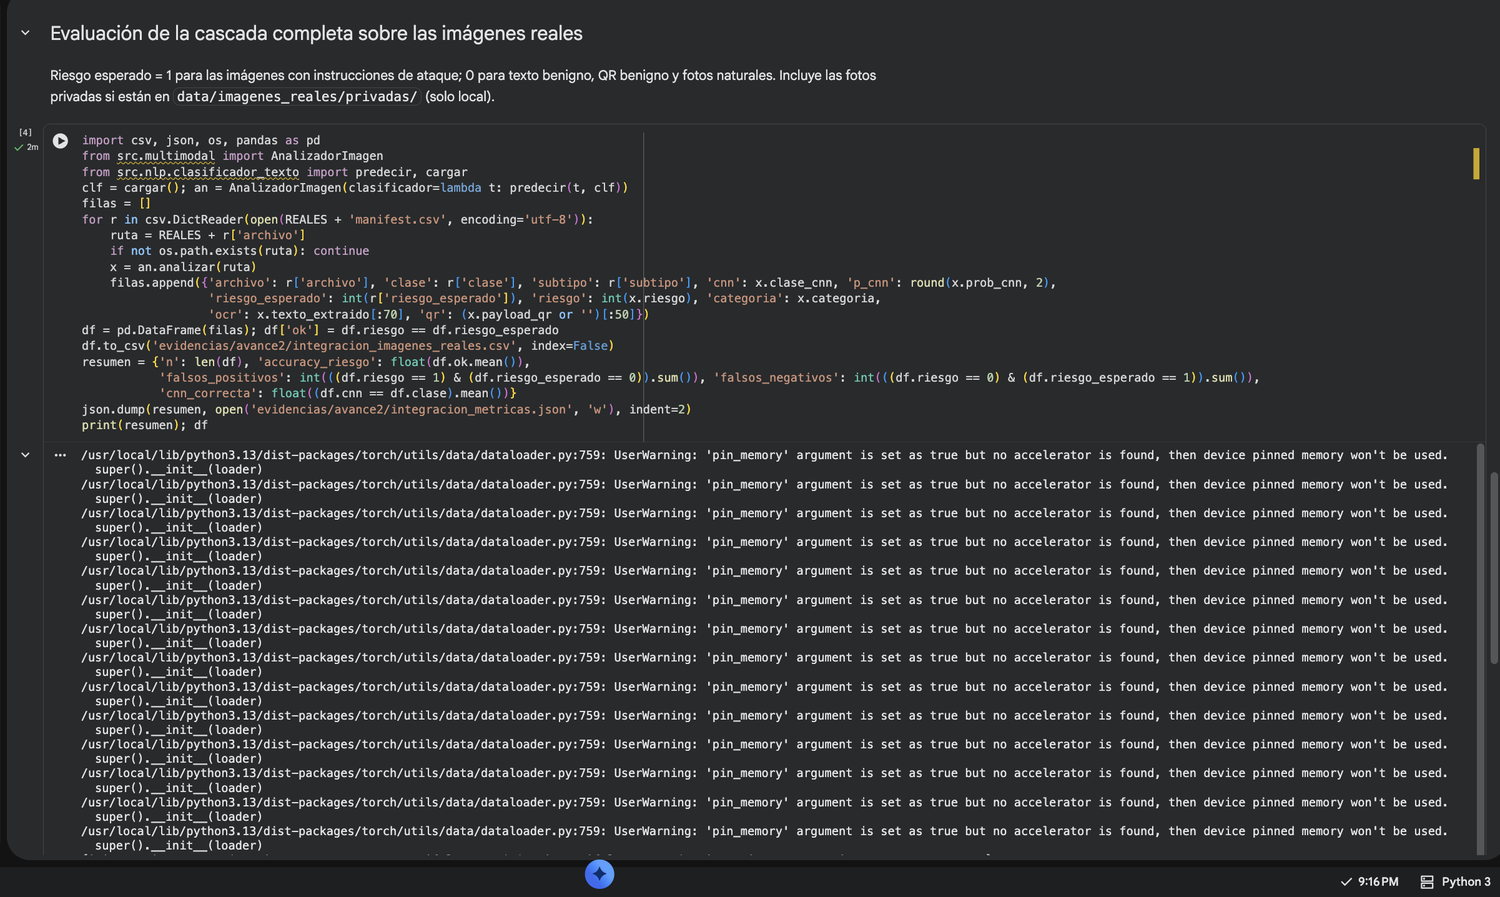 Evaluación de la cascada completa sobre las imágenes reales
Riesgo esperado = 1 para las imágenes con instrucciones de ataque; 0 para texto benigno, QR benigno y fotos naturales. Incluye las fotos
privadas si están en data/imagenes_reales/privadas/ (solo local).
[4]
2m
import csv, json, os, pandas as pd
from src.multimodal import AnalizadorImagen
from src.nlp.clasificador_texto import predecir, cargar
clf = cargar(); an = AnalizadorImagen(clasificador=lambda t: predecir(t, clf))
filas = []
for r in csv.DictReader(open(REALES + 'manifest.csv', encoding='utf-8')):
    ruta = REALES + r['archivo']
    if not os.path.exists(ruta): continue
    x = an.analizar(ruta)
    filas.append({'archivo': r['archivo'], 'clase': r['clase'], 'subtipo': r['subtipo'], 'cnn': x.clase_cnn, 'p_cnn': round(x.prob_cnn, 2),
                  'riesgo_esperado': int(r['riesgo_esperado']), 'riesgo': int(x.riesgo), 'categoria': x.categoria,
                  'ocr': x.texto_extraido[:70], 'qr': (x.payload_qr or '')[:50]})
df = pd.DataFrame(filas); df['ok'] = df.riesgo == df.riesgo_esperado
df.to_csv('evidencias/avance2/integracion_imagenes_reales.csv', index=False)
resumen = {'n': len(df), 'accuracy_riesgo': float(df.ok.mean()),
           'falsos_positivos': int(((df.riesgo == 1) & (df.riesgo_esperado == 0)).sum()), 'falsos_negativos': int(((df.riesgo == 0) & (df.riesgo_esperado == 1)).sum()),
           'cnn_correcta': float((df.cnn == df.clase).mean())}
json.dump(resumen, open('evidencias/avance2/integracion_metricas.json', 'w'), indent=2)
print(resumen); df
/usr/local/lib/python3.13/dist-packages/torch/utils/data/dataloader.py:759: UserWarning: 'pin_memory' argument is set as true but no accelerator is found, then device pinned memory won't be used.
  super().__init__(loader)
/usr/local/lib/python3.13/dist-packages/torch/utils/data/dataloader.py:759: UserWarning: 'pin_memory' argument is set as true but no accelerator is found, then device pinned memory won't be used.
  super().__init__(loader)
/usr/local/lib/python3.13/dist-packages/torch/utils/data/dataloader.py:759: UserWarning: 'pin_memory' argument is set as true but no accelerator is found, then device pinned memory won't be used.
  super().__init__(loader)
/usr/local/lib/python3.13/dist-packages/torch/utils/data/dataloader.py:759: UserWarning: 'pin_memory' argument is set as true but no accelerator is found, then device pinned memory won't be used.
  super().__init__(loader)
/usr/local/lib/python3.13/dist-packages/torch/utils/data/dataloader.py:759: UserWarning: 'pin_memory' argument is set as true but no accelerator is found, then device pinned memory won't be used.
  super().__init__(loader)
/usr/local/lib/python3.13/dist-packages/torch/utils/data/dataloader.py:759: UserWarning: 'pin_memory' argument is set as true but no accelerator is found, then device pinned memory won't be used.
  super().__init__(loader)
/usr/local/lib/python3.13/dist-packages/torch/utils/data/dataloader.py:759: UserWarning: 'pin_memory' argument is set as true but no accelerator is found, then device pinned memory won't be used.
  super().__init__(loader)
/usr/local/lib/python3.13/dist-packages/torch/utils/data/dataloader.py:759: UserWarning: 'pin_memory' argument is set as true but no accelerator is found, then device pinned memory won't be used.
  super().__init__(loader)
/usr/local/lib/python3.13/dist-packages/torch/utils/data/dataloader.py:759: UserWarning: 'pin_memory' argument is set as true but no accelerator is found, then device pinned memory won't be used.
  super().__init__(loader)
/usr/local/lib/python3.13/dist-packages/torch/utils/data/dataloader.py:759: UserWarning: 'pin_memory' argument is set as true but no accelerator is found, then device pinned memory won't be used.
  super().__init__(loader)
/usr/local/lib/python3.13/dist-packages/torch/utils/data/dataloader.py:759: UserWarning: 'pin_memory' argument is set as true but no accelerator is found, then device pinned memory won't be used.
  super().__init__(loader)
/usr/local/lib/python3.13/dist-packages/torch/utils/data/dataloader.py:759: UserWarning: 'pin_memory' argument is set as true but no accelerator is found, then device pinned memory won't be used.
  super().__init__(loader)
/usr/local/lib/python3.13/dist-packages/torch/utils/data/dataloader.py:759: UserWarning: 'pin_memory' argument is set as true but no accelerator is found, then device pinned memory won't be used.
  super().__init__(loader)
/usr/local/lib/python3.13/dist-packages/torch/utils/data/dataloader.py:759: UserWarning: 'pin_memory' argument is set as true but no accelerator is found, then device pinned memory won't be used.
  super().__init__(loader)
9:16 PM
Python 3